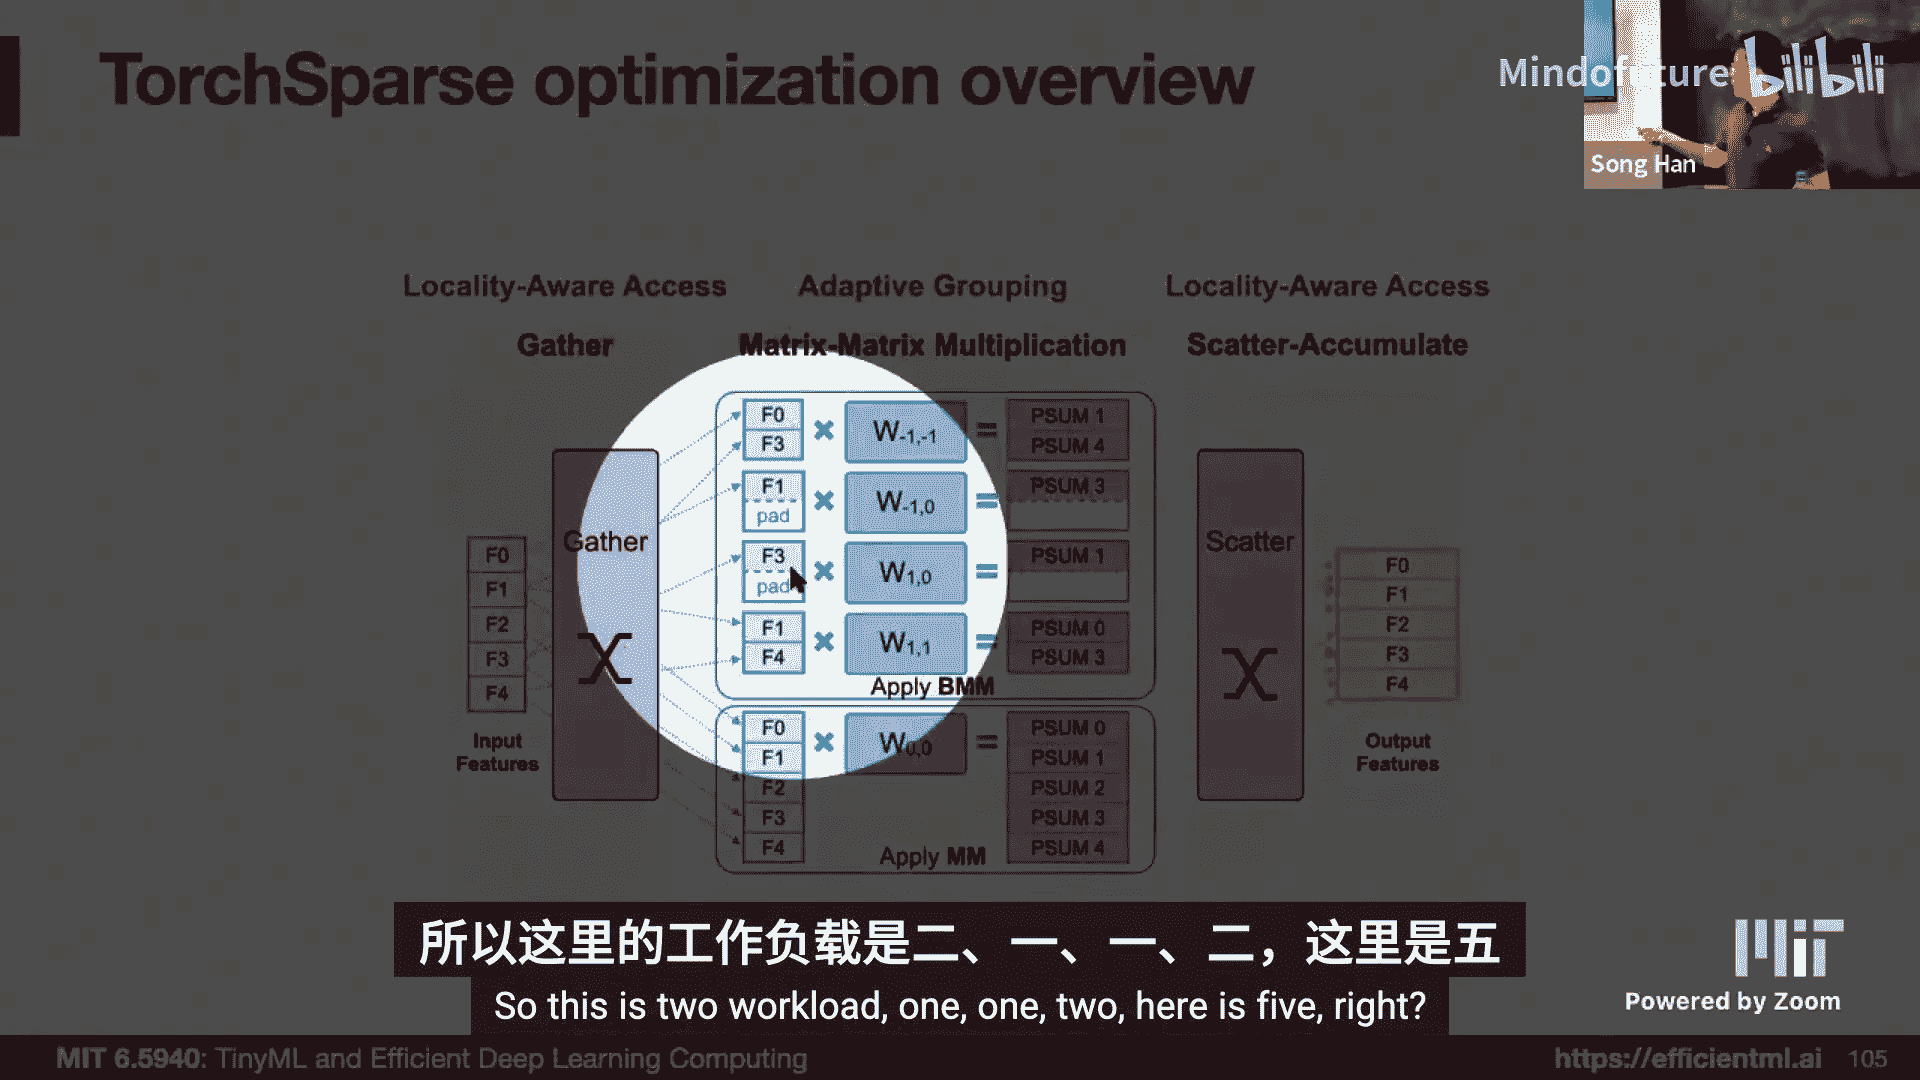 TorchSparse optimization overview
Mindofuture
bilibili
Song Han
Locality-Aware Access
Adaptive Grouping
Locality-Aware Access
Gather
Matrix-Matrix Multiplication
Scatter-Accumulate
F0
F1
F2
F3
F4
Input
Features
Gather
F0
F3
×
W-1,-1
=
PSUM 1
PSUM 4
F1
pad
×
W-1,0
=
PSUM 3
F3
pad
×
W1,0
=
PSUM 1
F1
F4
×
W1,1
=
PSUM 0
PSUM 3
Apply BMM
F0
F1
F2
F3
F4
×
W0,0
=
PSUM 0
PSUM 1
PSUM 2
PSUM 3
PSUM 4
Apply MM
Scatter
F0
F1
F2
F3
F4
Output
Features
所以这里的工作负载是二、一、一、二，这里是五
So this is two workload, one, one, two, here is five, right?
MIT
Powered by Zoom
MIT 6.5940: TinyML and Efficient Deep Learning Computing
https://efficientml.ai
105